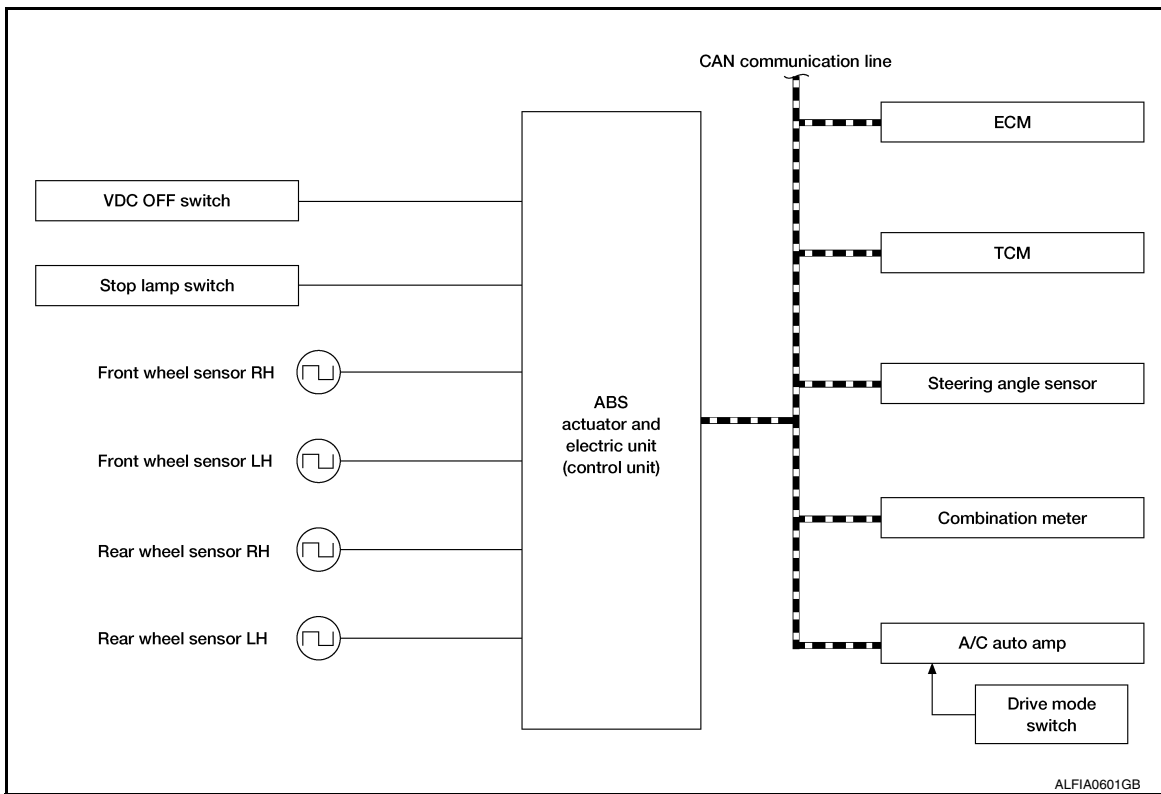 CAN communication line
ECM
VDC OFF switch
TCM
Stop lamp switch
Front wheel sensor RH
Steering angle sensor
ABS
actuator and
electric unit
(control unit)
Front wheel sensor LH
Combination meter
Rear wheel sensor RH
Rear wheel sensor LH
A/C auto amp
Drive mode
switch
ALFIA0601GB